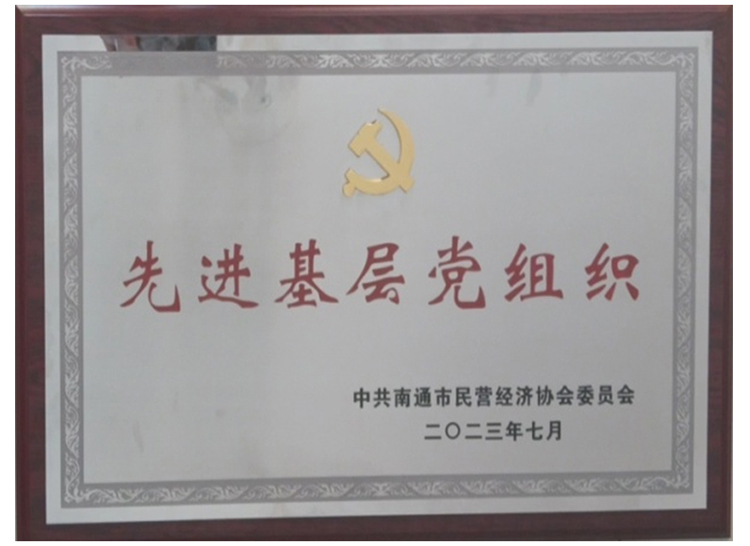 先进基层党组织
中共南通市民营经济协会委员会
二〇二三年七月